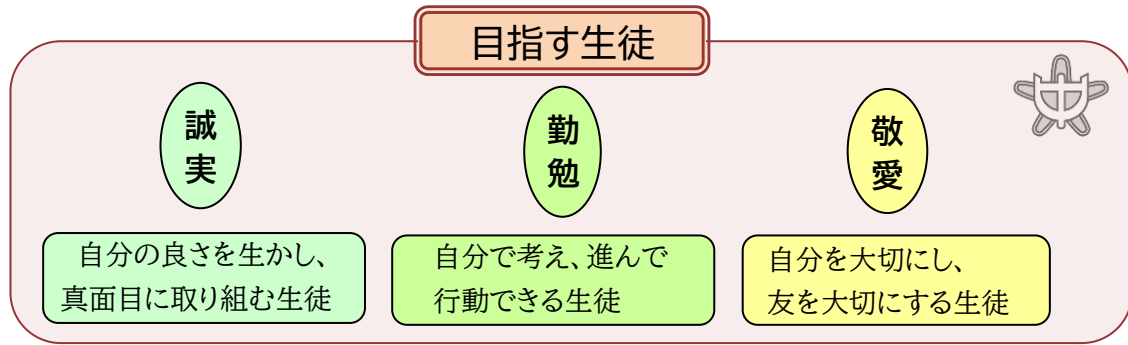 目指す生徒
誠実
自分の良さを生かし、
真面目に取り組む生徒
勤勉
自分で考え、進んで
行動できる生徒
敬愛
自分を大切にし、
友を大切にする生徒